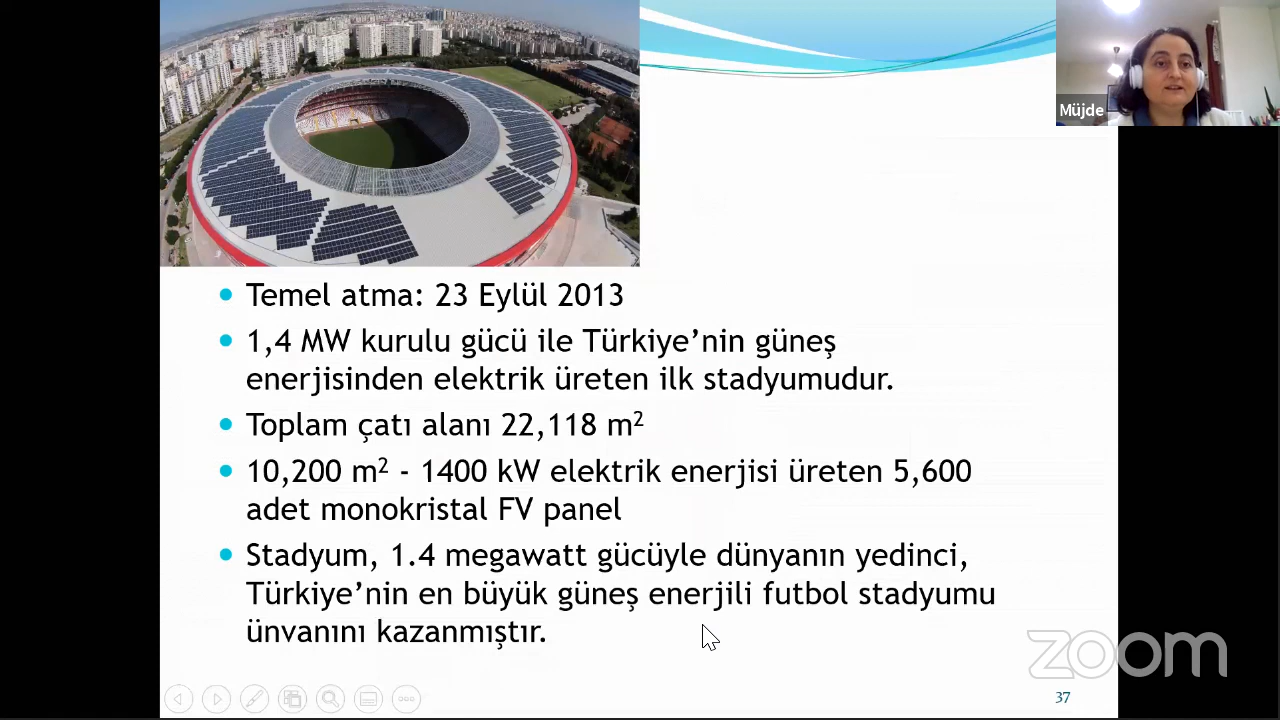 Müjde
• Temel atma: 23 Eylül 2013
• 1,4 MW kurulu gücü ile Türkiye’nin güneş
enerjisinden elektrik üreten ilk stadyumudur.
• Toplam çatı alanı 22,118 m²
• 10,200 m² - 1400 kW elektrik enerjisi üreten 5,600
adet monokristal FV panel
• Stadyum, 1.4 megawatt gücüyle dünyanın yedinci,
Türkiye’nin en büyük güneş enerjili futbol stadyumu
ünvanını kazanmıştır.
zoom
37